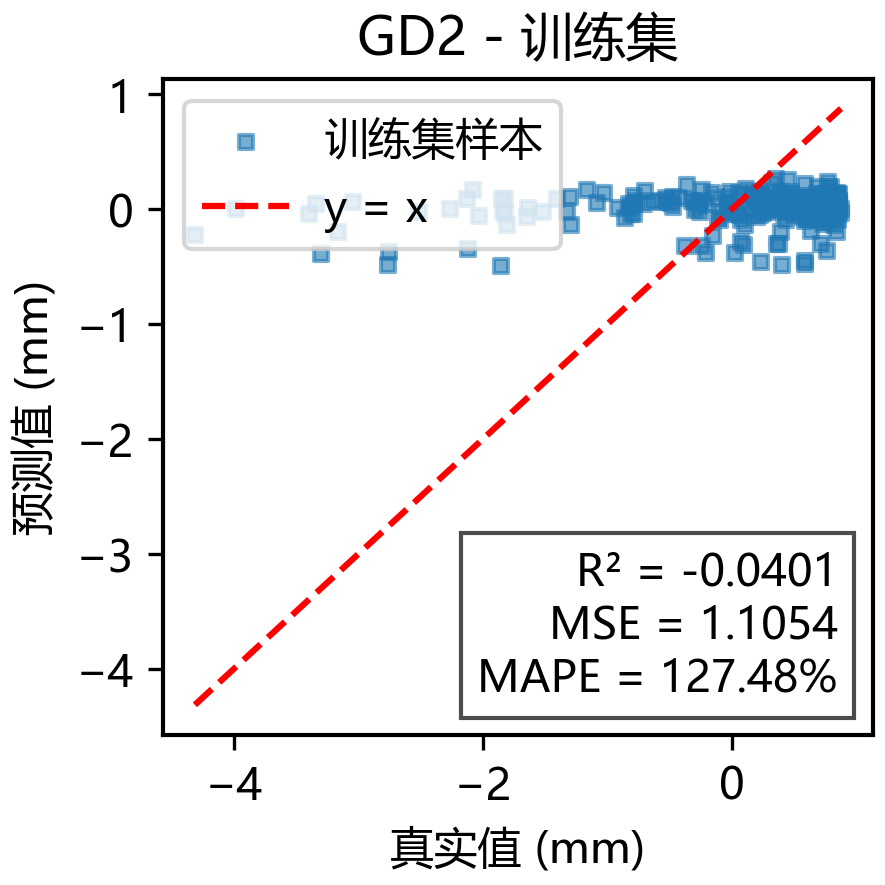 GD2 - 训练集
训练集样本
y = x
1
0
−1
−2
−3
−4
预测值 (mm)
R² = -0.0401
MSE = 1.1054
MAPE = 127.48%
−4
−2
0
真实值 (mm)